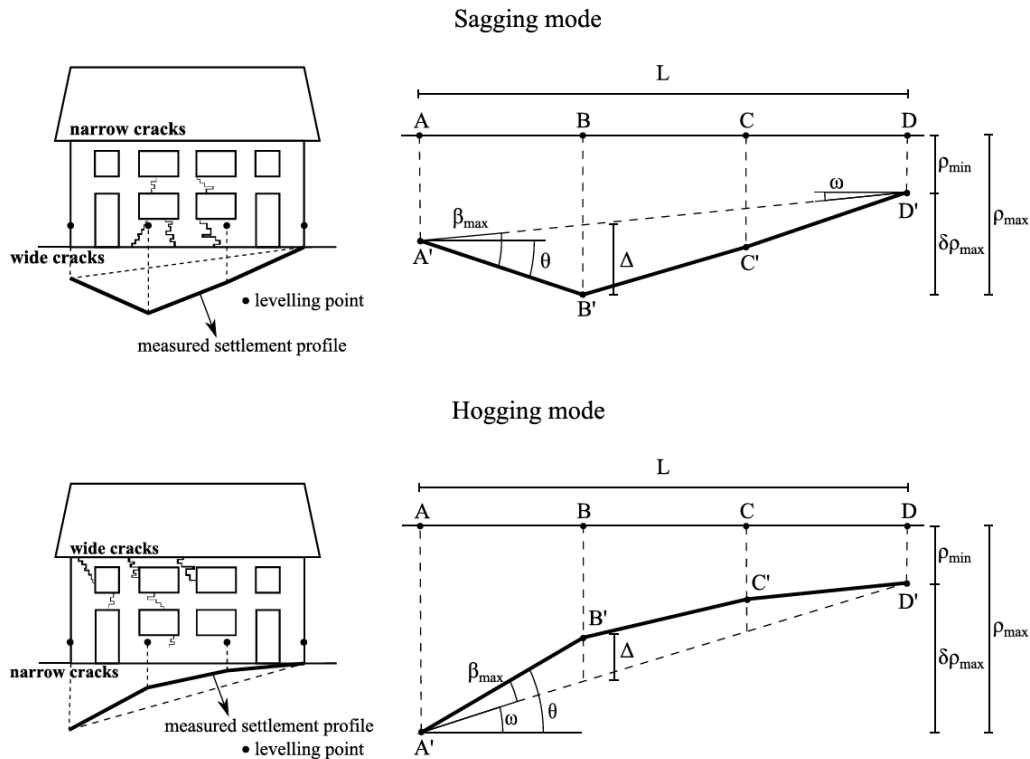 Sagging mode
L
A B C D
narrow cracks
wide cracks
levelling point
measured settlement profile
ρmin
ω
D'
ρmax
βmax
δρmax
A' θ Δ C'
B'
Hogging mode
L
A B C D
wide cracks
narrow cracks
measured settlement profile
levelling point
ρmin
C'
D'
B'
ρmax
Δ
δρmax
βmax
ω θ
A'